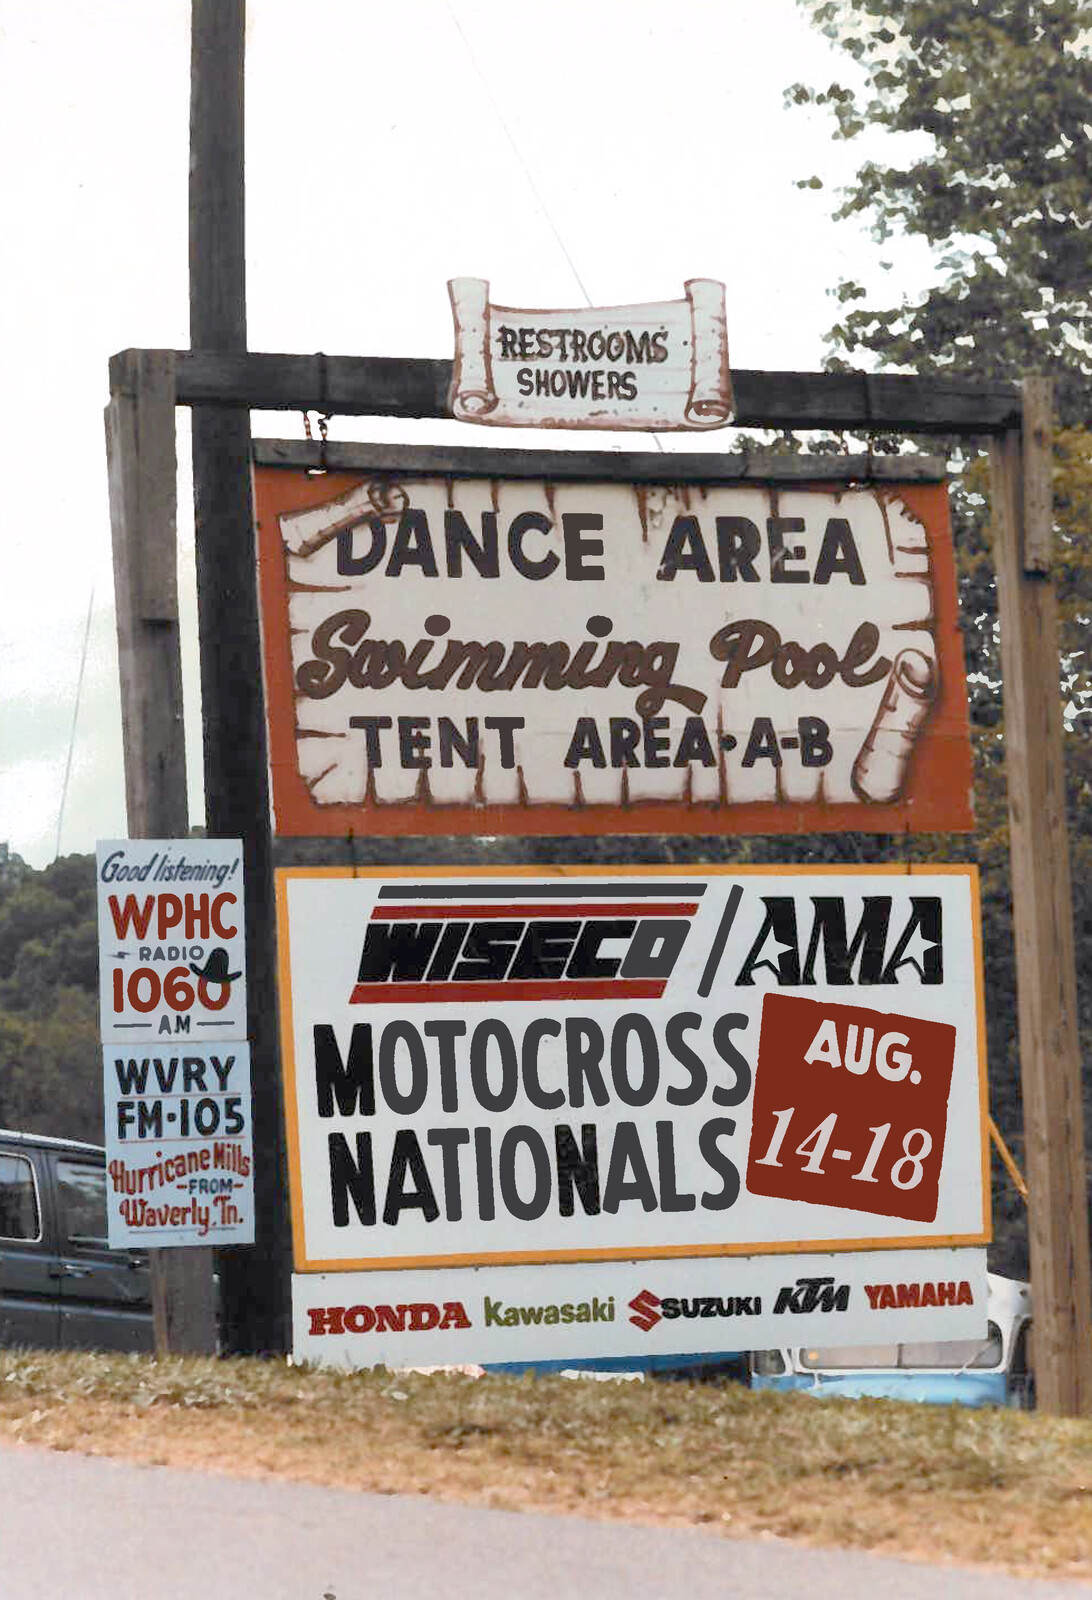 RESTROOMS
SHOWERS
DANCE AREA
Swimming Pool
TENT AREA·A-B
Good listening!
WPHC
RADIO
1060
AM
WVRY
FM·105
Hurricane Mills
-FROM-
Waverly, Tn.
WISECO/AMA
MOTOCROSS
NATIONALS
AUG.
14-18
HONDA Kawasaki SUZUKI KTM YAMAHA